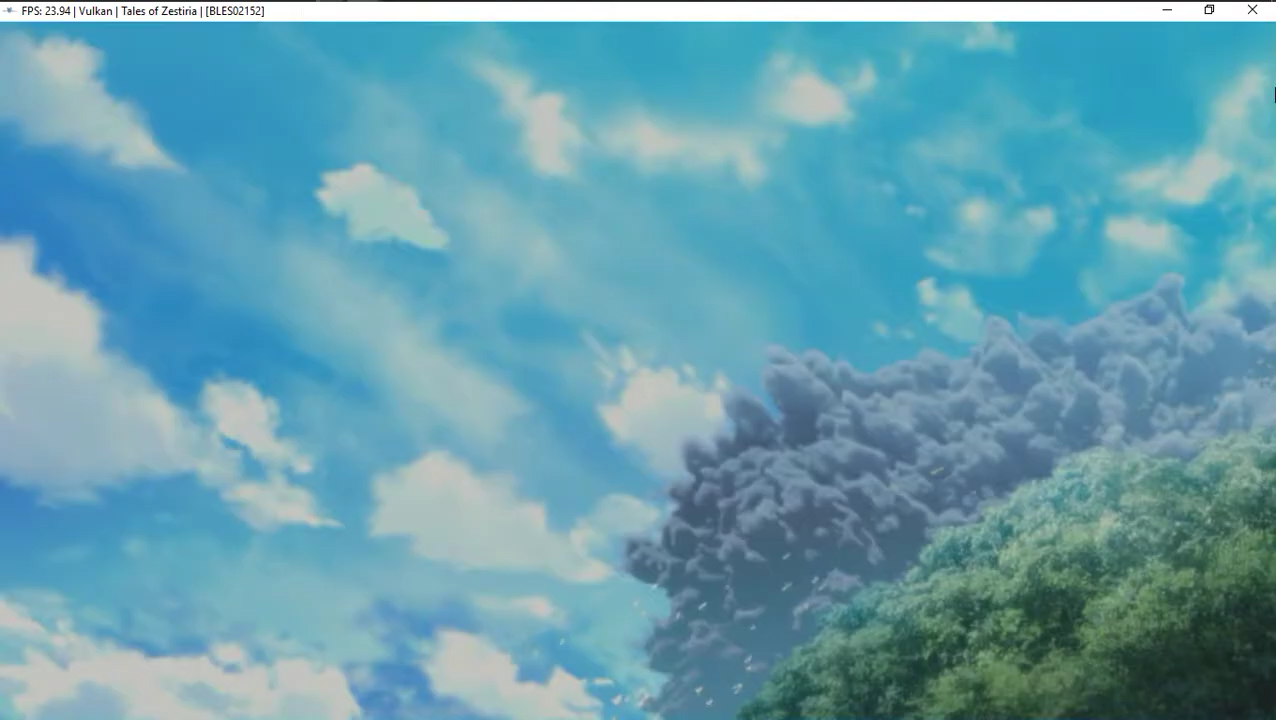 FPS: 23.94 | Vulkan | Tales of Zestiria | [BLES02152]